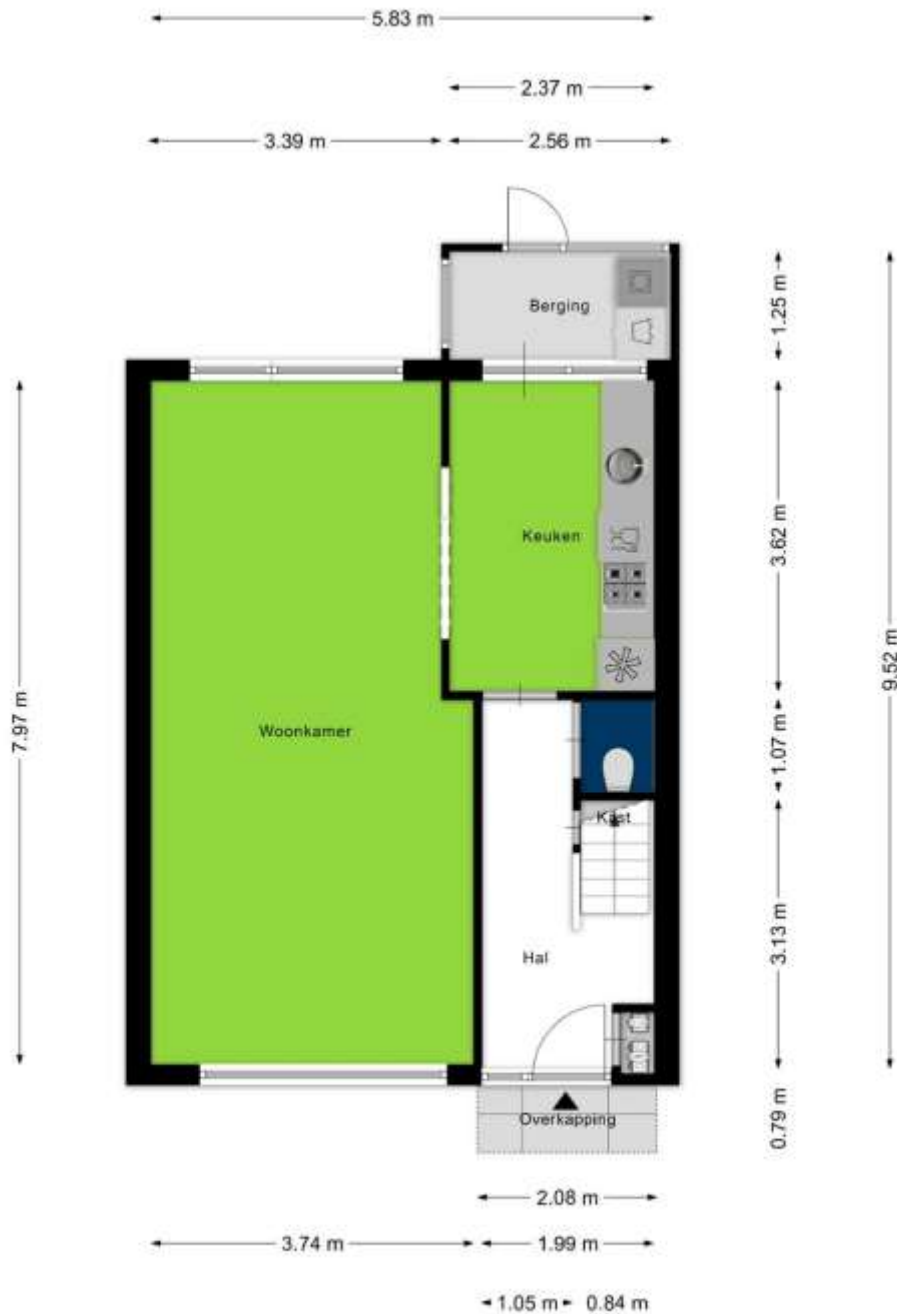 5.83 m
2.37 m
3.39 m
2.56 m
Berging
1.25 m
Keuken
3.62 m
9.52 m
7.97 m
Woonkamer
1.07 m
Kast
3.13 m
Hal
Overkapping
0.79 m
2.08 m
3.74 m
1.99 m
1.05 m
0.84 m